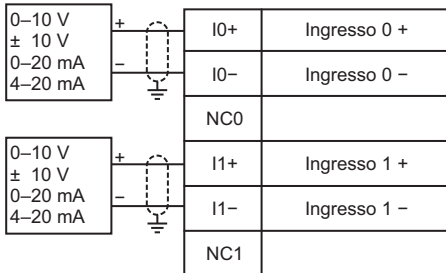 0–10 V
± 10 V
0–20 mA
4–20 mA
+
−
I0+ Ingresso 0 +
I0− Ingresso 0 −
NC0
0–10 V
± 10 V
0–20 mA
4–20 mA
+
−
I1+ Ingresso 1 +
I1− Ingresso 1 −
NC1